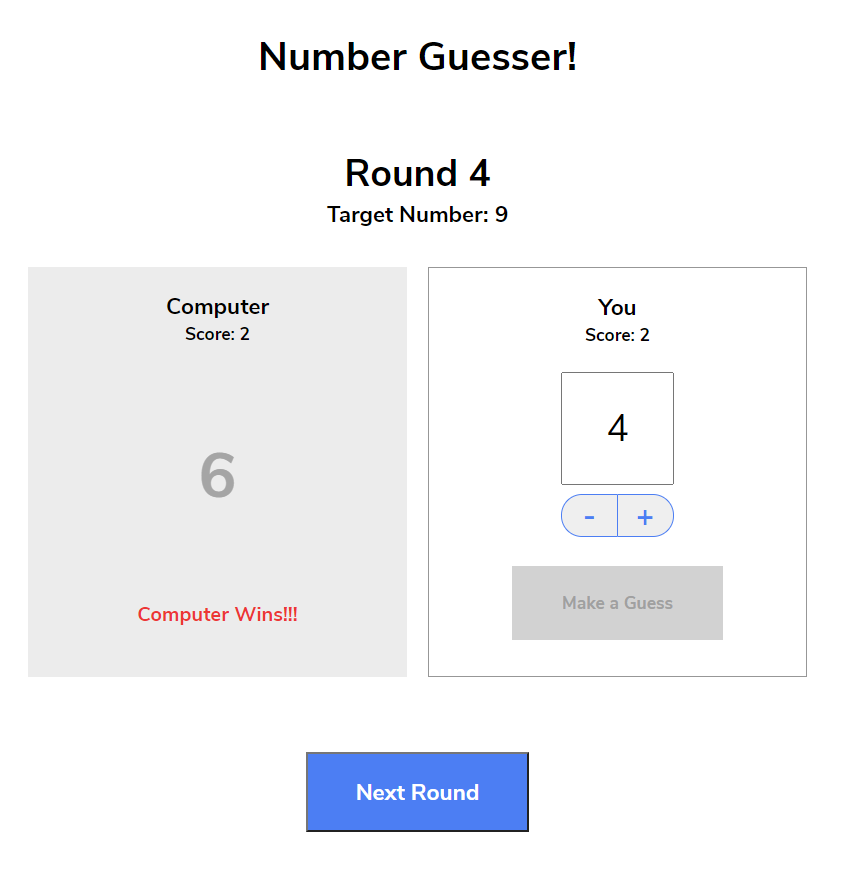 Number Guesser!
Round 4
Target Number: 9
Computer
Score: 2
6
Computer Wins!!!
You
Score: 2
4
- +
Make a Guess
Next Round